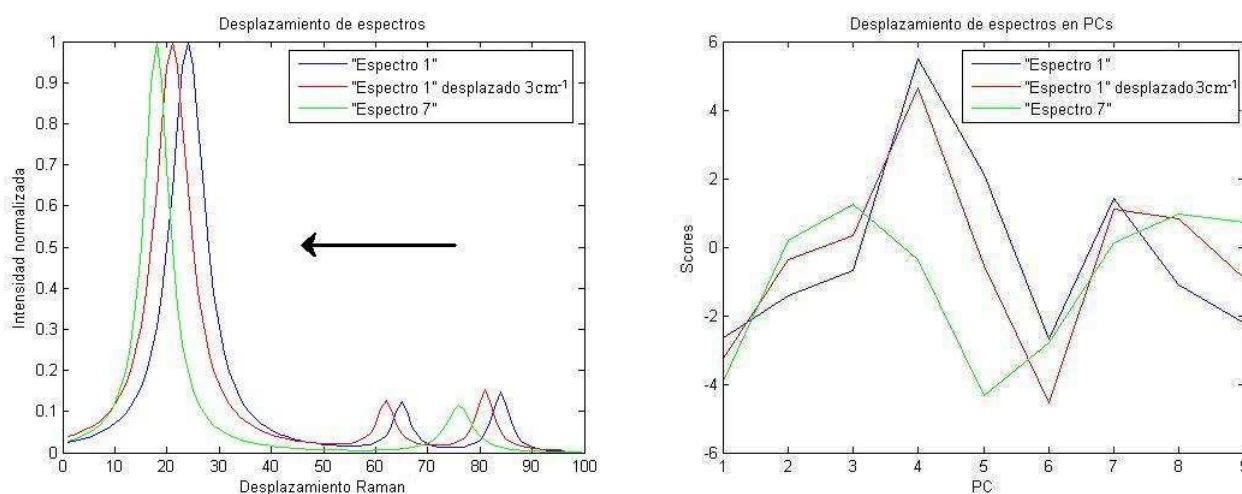 Desplazamiento de espectros
1
0.9
0.8
0.7
0.6
0.5
0.4
0.3
0.2
0.1
0
Intensidad normalizada
"Espectro 1"
"Espectro 1" desplazado 3cm⁻¹
"Espectro 7"
0 10 20 30 40 50 60 70 80 90 100
Desplazamiento Raman
Desplazamiento de espectros en PCs
6
4
2
0
-2
-4
-6
Scores
"Espectro 1"
"Espectro 1" desplazado 3cm⁻¹
"Espectro 7"
1 2 3 4 5 6 7 8 9
PC